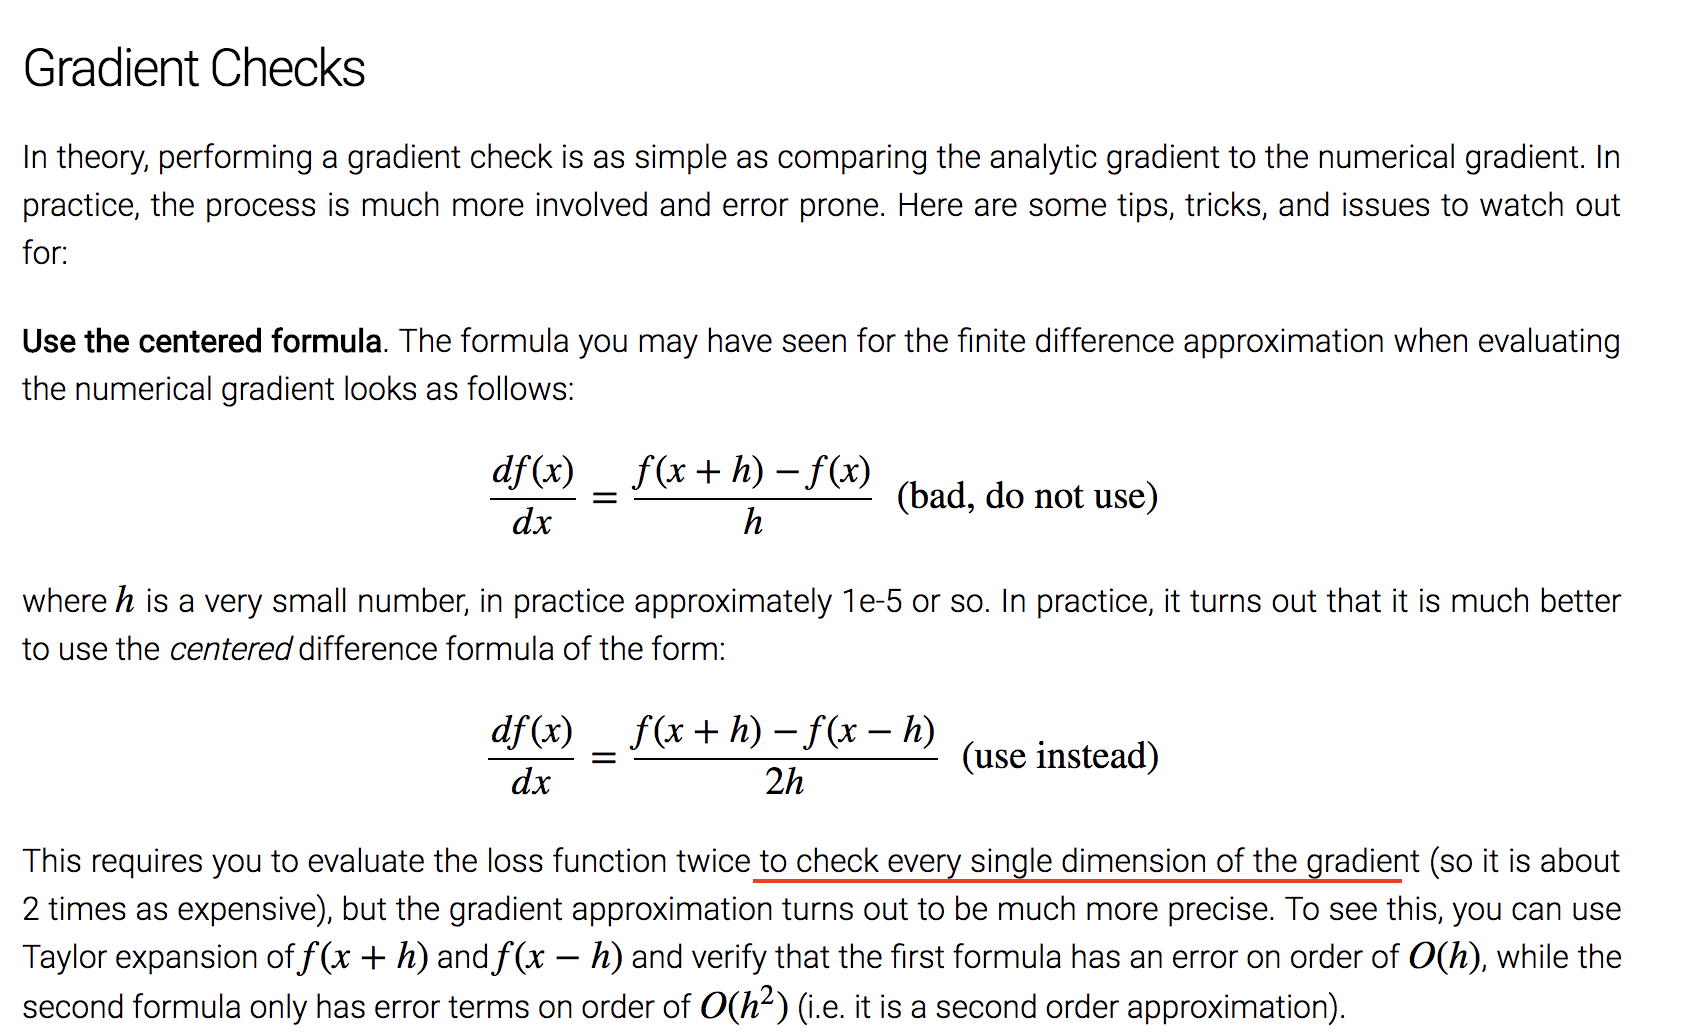 Gradient Checks
In theory, performing a gradient check is as simple as comparing the analytic gradient to the numerical gradient. In
practice, the process is much more involved and error prone. Here are some tips, tricks, and issues to watch out
for:
Use the centered formula. The formula you may have seen for the finite difference approximation when evaluating
the numerical gradient looks as follows:
df(x)/dx = (f(x + h) − f(x))/h (bad, do not use)
where h is a very small number, in practice approximately 1e-5 or so. In practice, it turns out that it is much better
to use the centered difference formula of the form:
df(x)/dx = (f(x + h) − f(x − h))/2h (use instead)
This requires you to evaluate the loss function twice to check every single dimension of the gradient (so it is about
2 times as expensive), but the gradient approximation turns out to be much more precise. To see this, you can use
Taylor expansion of f(x + h) and f(x − h) and verify that the first formula has an error on order of O(h), while the
second formula only has error terms on order of O(h²) (i.e. it is a second order approximation).